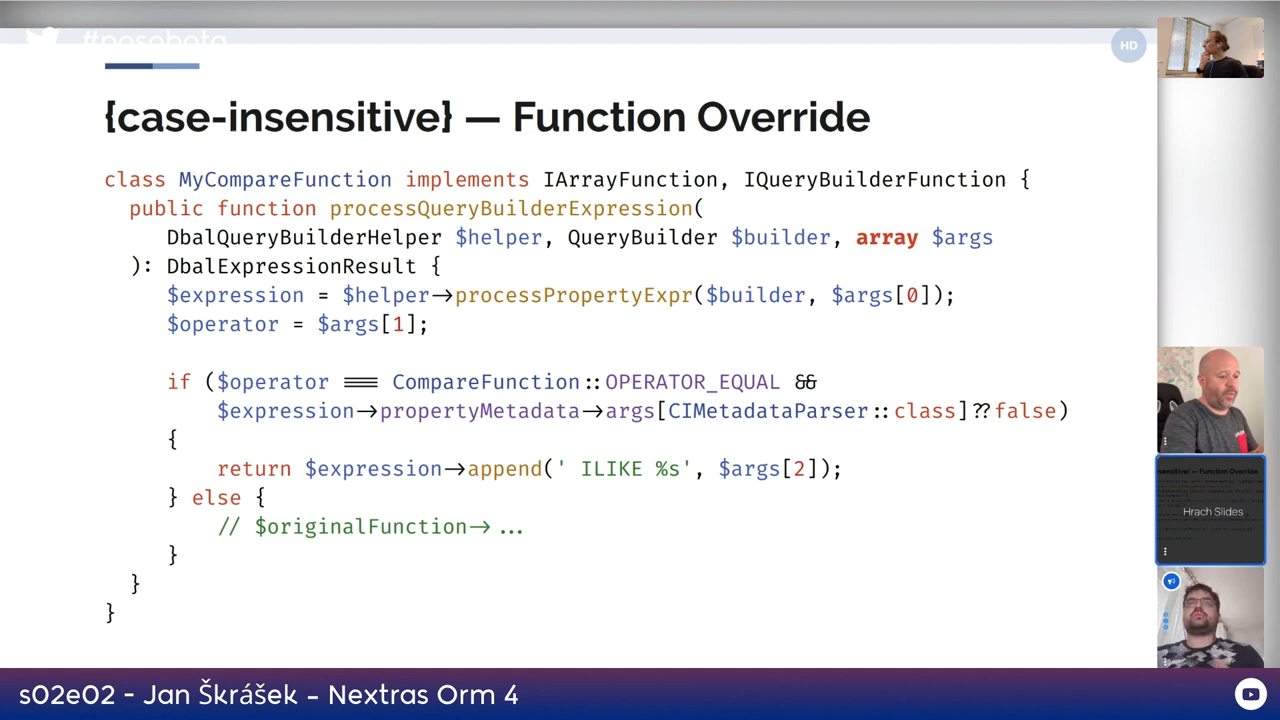 #posobota
HD
{case-insensitive} — Function Override
class MyCompareFunction implements IArrayFunction, IQueryBuilderFunction {
public function processQueryBuilderExpression(
DbalQueryBuilderHelper $helper, QueryBuilder $builder, array $args
): DbalExpressionResult {
$expression = $helper->processPropertyExpr($builder, $args[0]);
$operator = $args[1];
if ($operator === CompareFunction::OPERATOR_EQUAL &&
$expression->propertyMetadata->args[CIMetadataParser::class]??false)
{
return $expression->append(' ILIKE %s', $args[2]);
} else {
// $originalFunction->...
}
}
}
Hrach Slides
s02e02 - Jan Škrášek - Nextras Orm 4